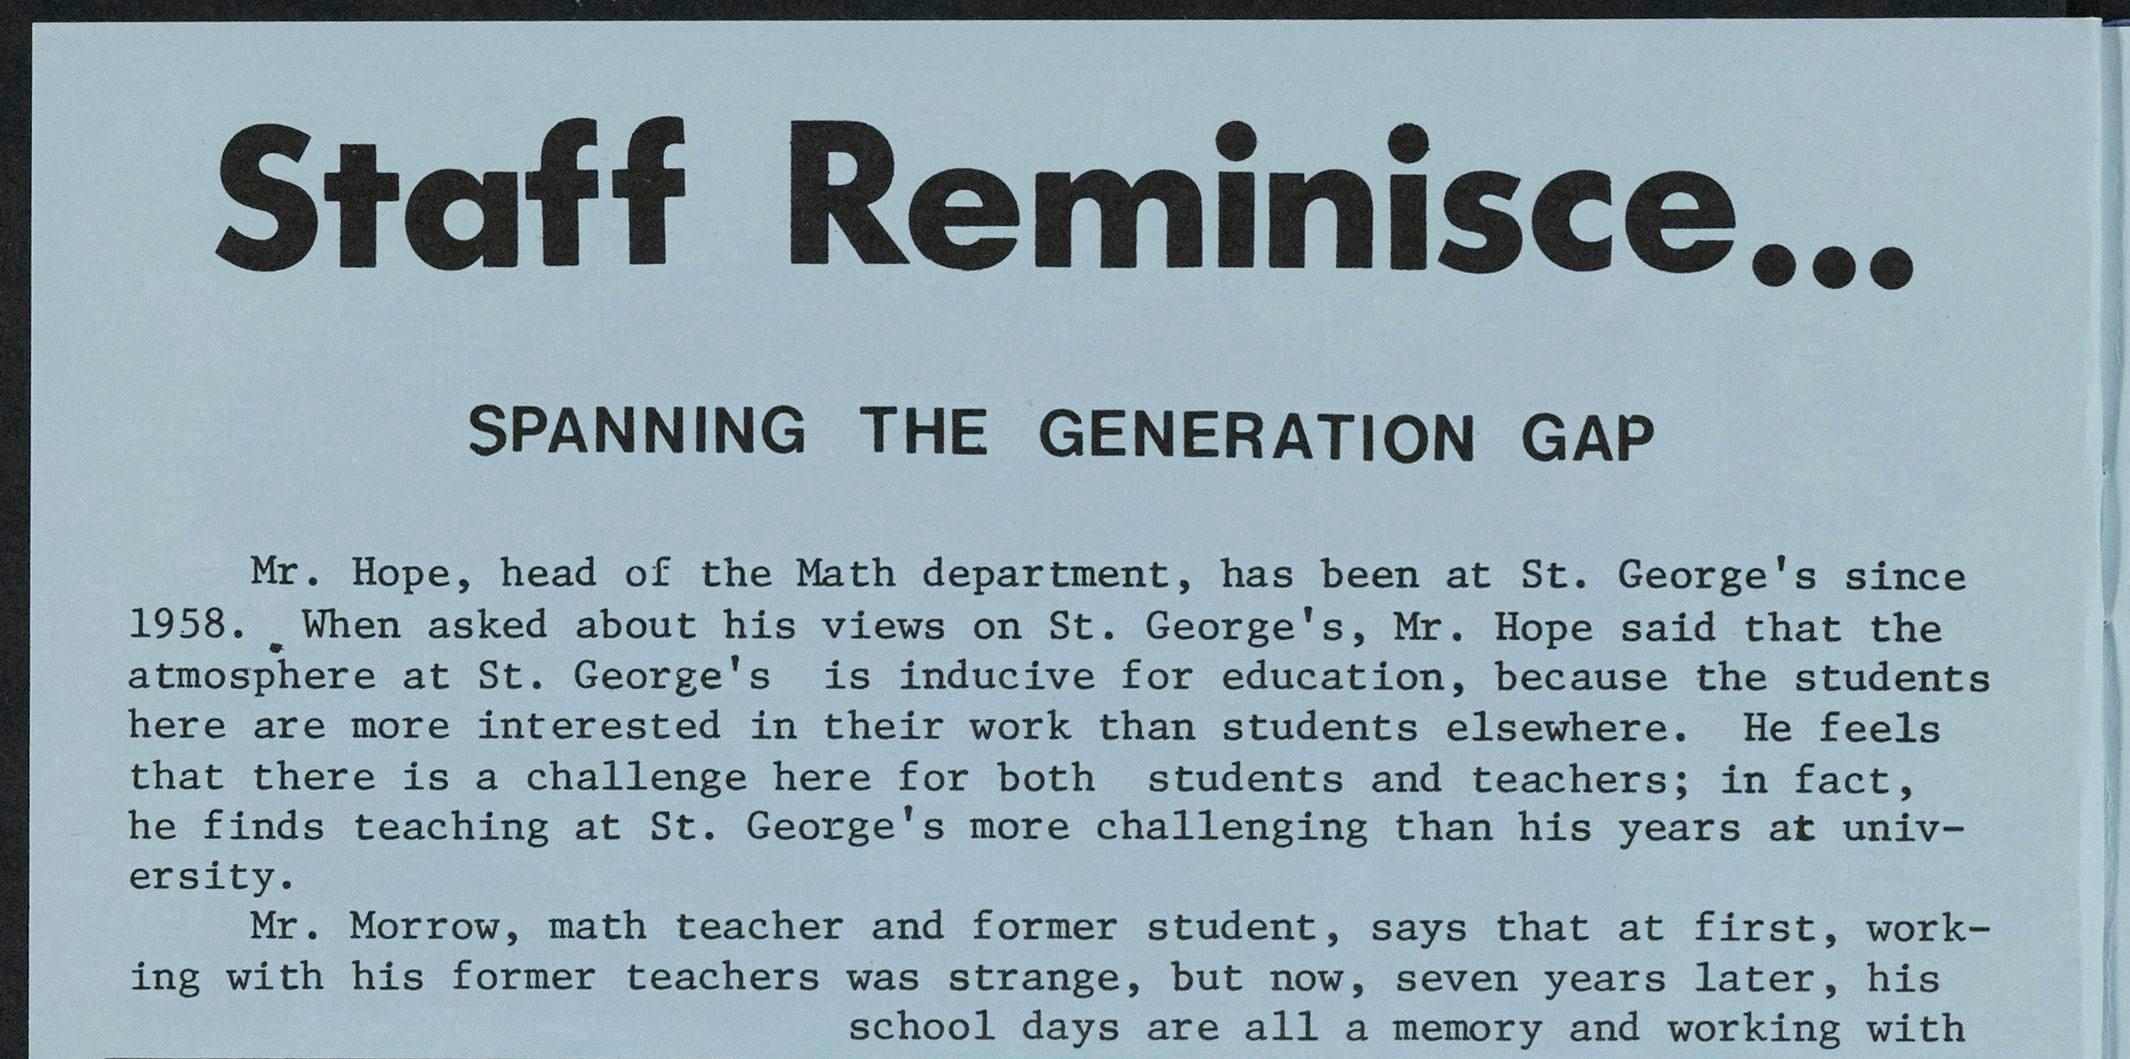 Staff Reminisce...
SPANNING THE GENERATION GAP
Mr. Hope, head of the Math department, has been at St. George's since
1958. When asked about his views on St. George's, Mr. Hope said that the
atmosphere at St. George's is inducive for education, because the students
here are more interested in their work than students elsewhere. He feels
that there is a challenge here for both students and teachers; in fact,
he finds teaching at St. George's more challenging than his years at univ-
ersity.
Mr. Morrow, math teacher and former student, says that at first, work-
ing with his former teachers was strange, but now, seven years later, his
school days are all a memory and working with